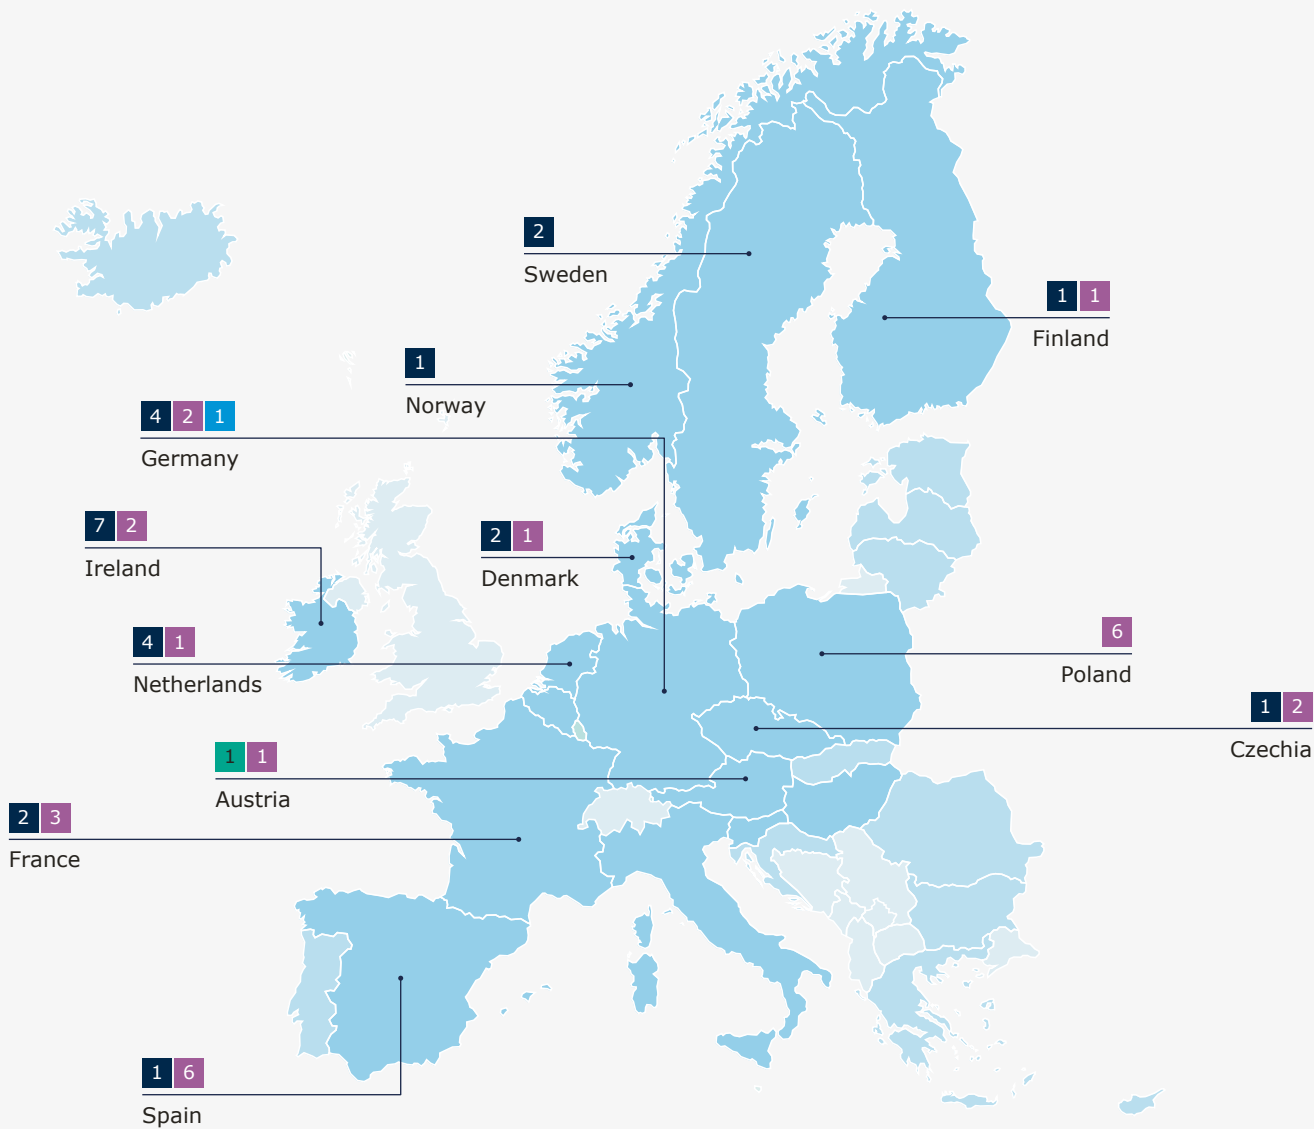 2
Sweden
1 1
Finland
1
Norway
4 2 1
Germany
7 2
Ireland
2 1
Denmark
4 1
Netherlands
6
Poland
1 2
Czechia
1 1
Austria
2 3
France
1 6
Spain